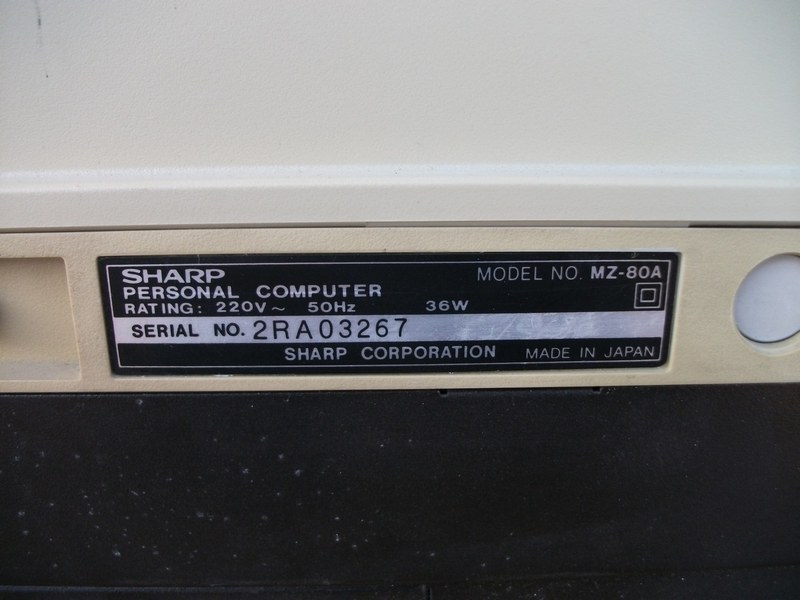 SHARP MODEL NO. MZ-80A
PERSONAL COMPUTER
RATING: 220V~ 50Hz 36W
SERIAL NO. 2RA03267
SHARP CORPORATION MADE IN JAPAN